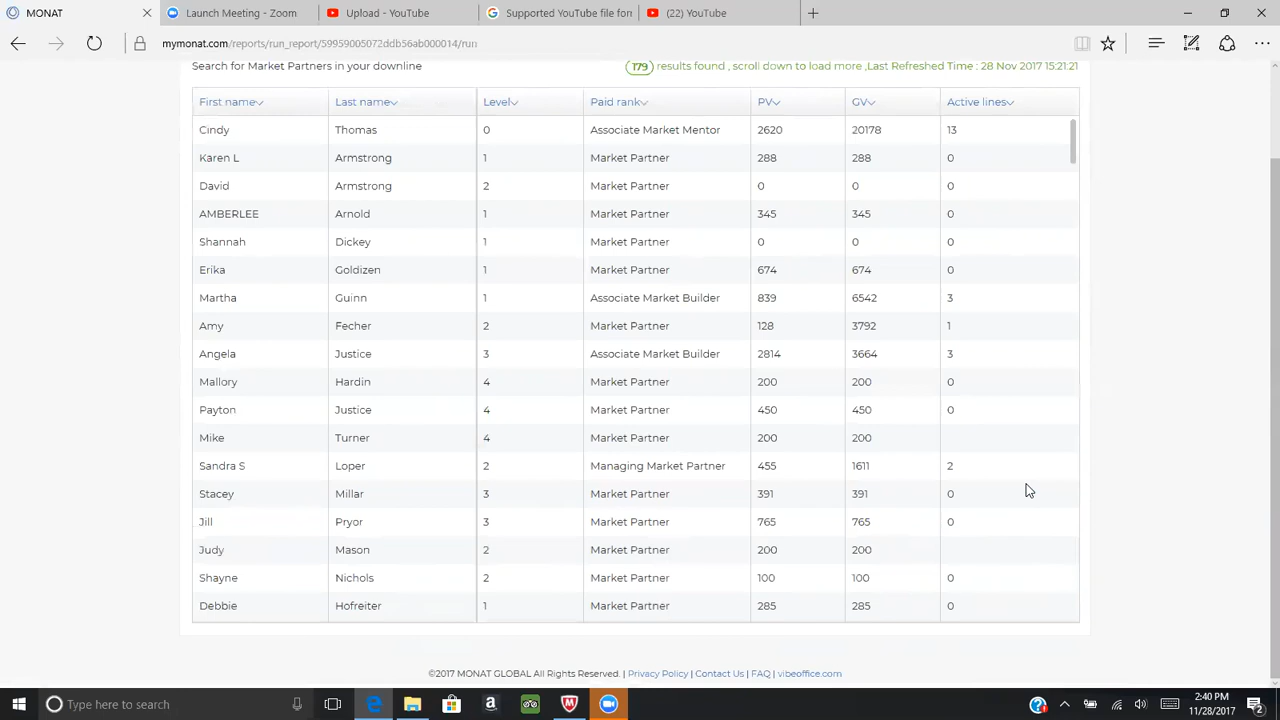 MONAT
Launch Meeting - Zoom
Upload - YouTube
Supported YouTube file forn
(22) YouTube
mymonat.com/reports/run_report/59959005072ddb56ab000014/run
Search for Market Partners in your downline
179 results found , scroll down to load more ,Last Refreshed Time : 28 Nov 2017 15:21:21
First name Last name Level Paid rank PV GV Active lines
Cindy Thomas 0 Associate Market Mentor 2620 20178 13
Karen L Armstrong 1 Market Partner 288 288 0
David Armstrong 2 Market Partner 0 0 0
AMBERLEE Arnold 1 Market Partner 345 345 0
Shannah Dickey 1 Market Partner 0 0 0
Erika Goldizen 1 Market Partner 674 674 0
Martha Guinn 1 Associate Market Builder 839 6542 3
Amy Fecher 2 Market Partner 128 3792 1
Angela Justice 3 Associate Market Builder 2814 3664 3
Mallory Hardin 4 Market Partner 200 200 0
Payton Justice 4 Market Partner 450 450 0
Mike Turner 4 Market Partner 200 200
Sandra S Loper 2 Managing Market Partner 455 1611 2
Stacey Millar 3 Market Partner 391 391 0
Jill Pryor 3 Market Partner 765 765 0
Judy Mason 2 Market Partner 200 200
Shayne Nichols 2 Market Partner 100 100 0
Debbie Hofreiter 1 Market Partner 285 285 0
©2017 MONAT GLOBAL All Rights Reserved. | Privacy Policy | Contact Us | FAQ | vibeoffice.com
Type here to search
2:40 PM
11/28/2017